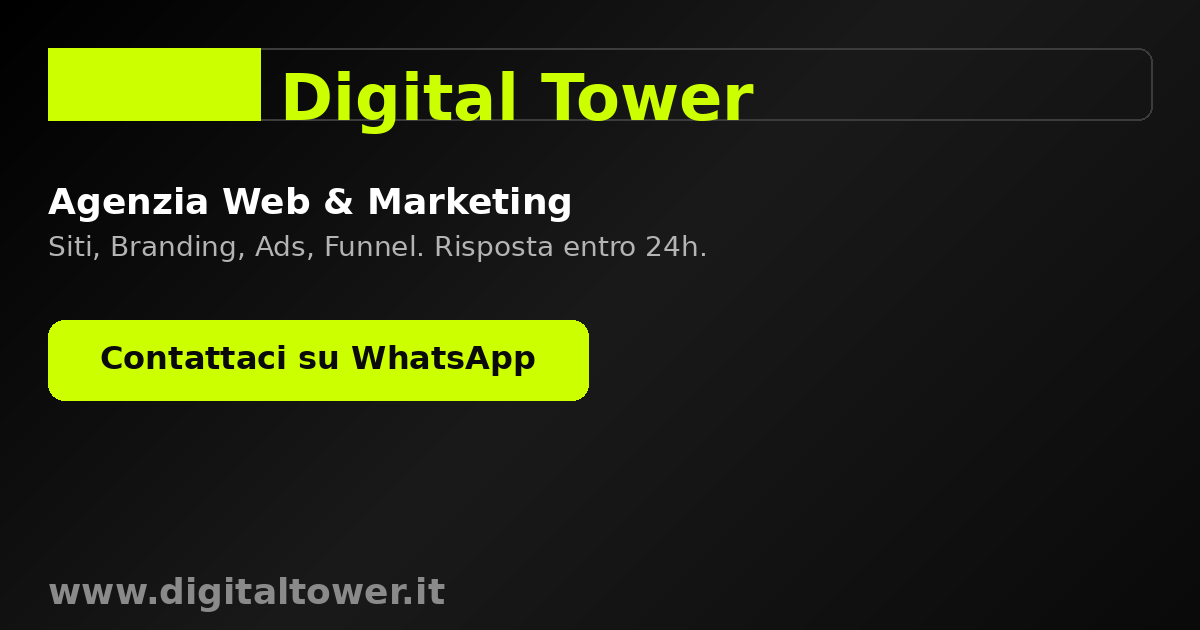 Digital Tower
Agenzia Web & Marketing
Siti, Branding, Ads, Funnel. Risposta entro 24h.
Contattaci su WhatsApp
www.digitaltower.it